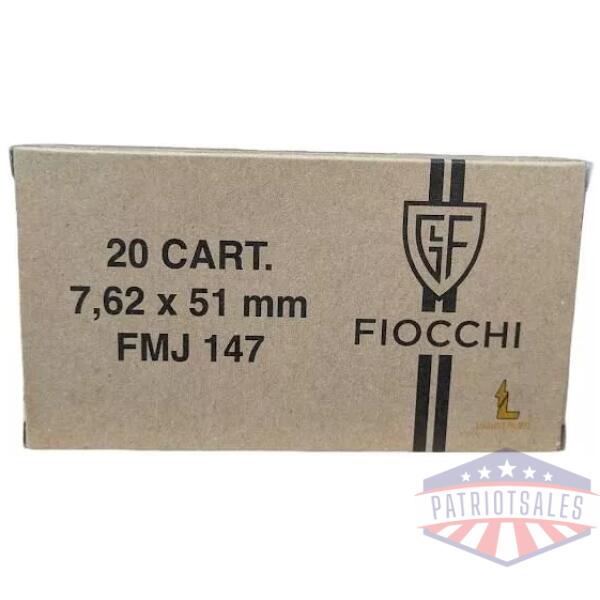 20 CART.
7,62 x 51 mm
FMJ 147
GFL
FIOCCHI
L
PATRIOTSALES